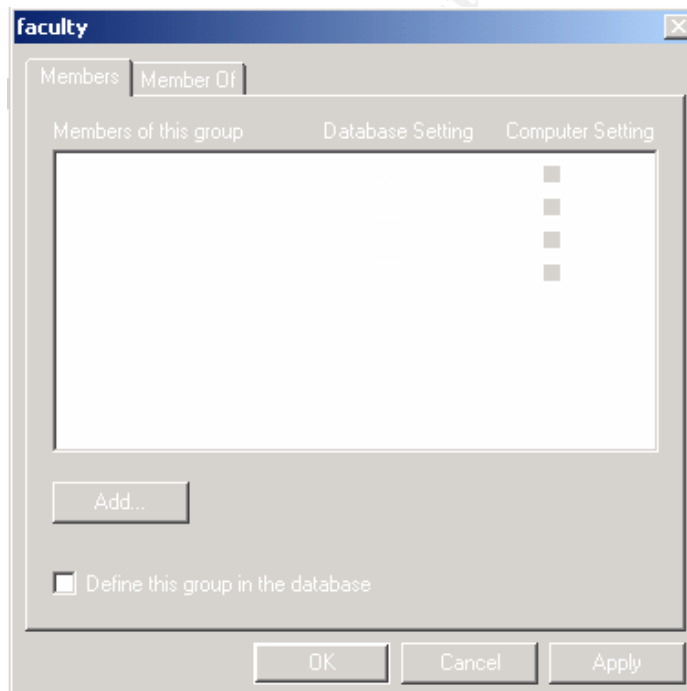 faculty
Members Member Of
Members of this group Database Setting Computer Setting
Add...
Define this group in the database
OK Cancel Apply